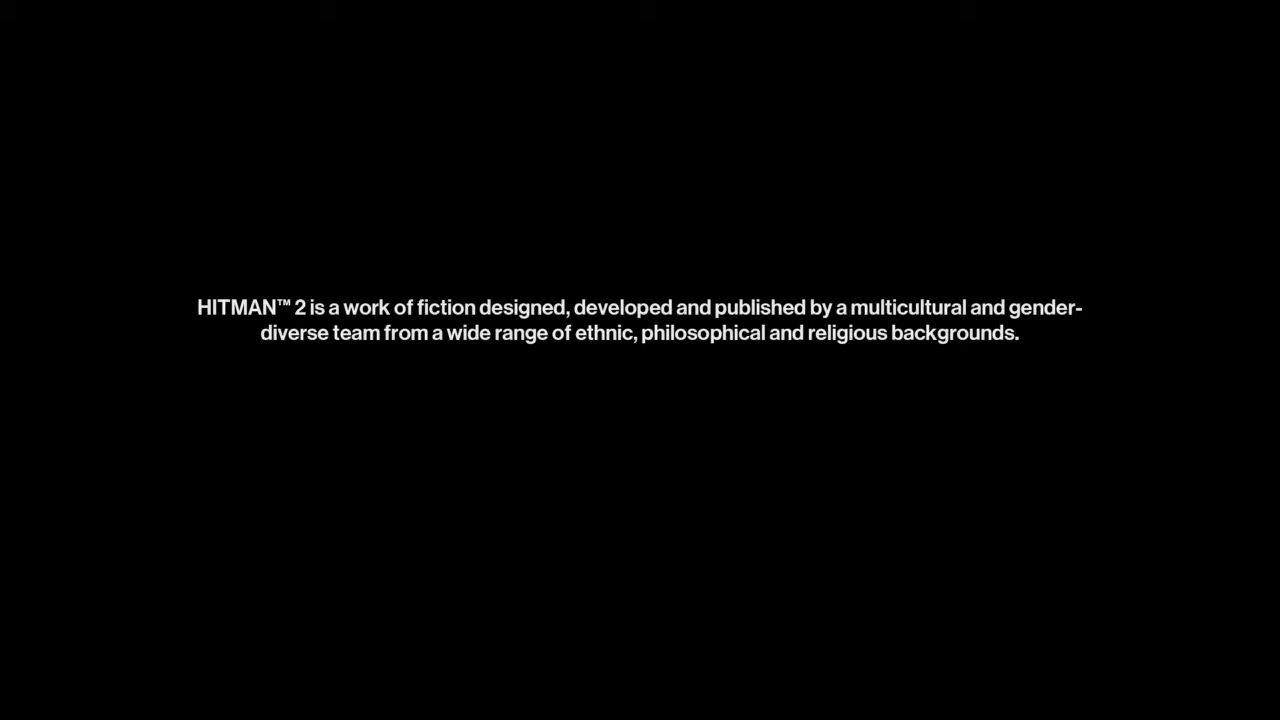 HITMAN™ 2 is a work of fiction designed, developed and published by a multicultural and gender-
diverse team from a wide range of ethnic, philosophical and religious backgrounds.